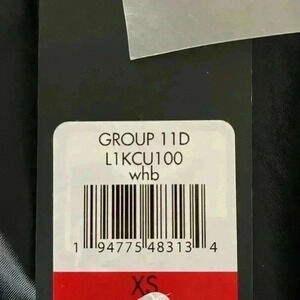 GROUP 11D
L1KCU100
whb
1 94775 48313 4
XS